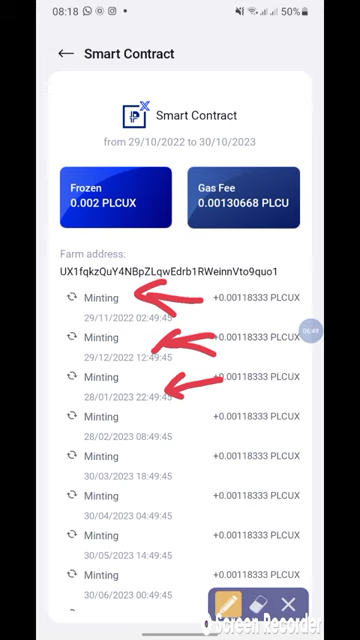 08:18 50%
Smart Contract
X
Smart Contract
from 29/10/2022 to 30/10/2023
Frozen Gas Fee
0.002 PLCUX 0.00130668 PLCU
Farm address:
UX1fqkzQuY4NBpZLqwEdrb1RWeinnVto9quo1
Minting +0.00118333 PLCUX
29/11/2022 02:49:45
Minting +0.00118333 PLCUX
29/12/2022 12:49:45
Minting +0.00118333 PLCUX
28/01/2023 22:49:45
Minting +0.00118333 PLCUX
28/02/2023 08:49:45
Minting +0.00118333 PLCUX
30/03/2023 18:49:45
Minting +0.00118333 PLCUX
30/04/2023 04:49:45
Minting +0.00118333 PLCUX
30/05/2023 14:49:45
Minting +0.00118333 PLCUX
30/06/2023 00:49:45
Screen Recorder